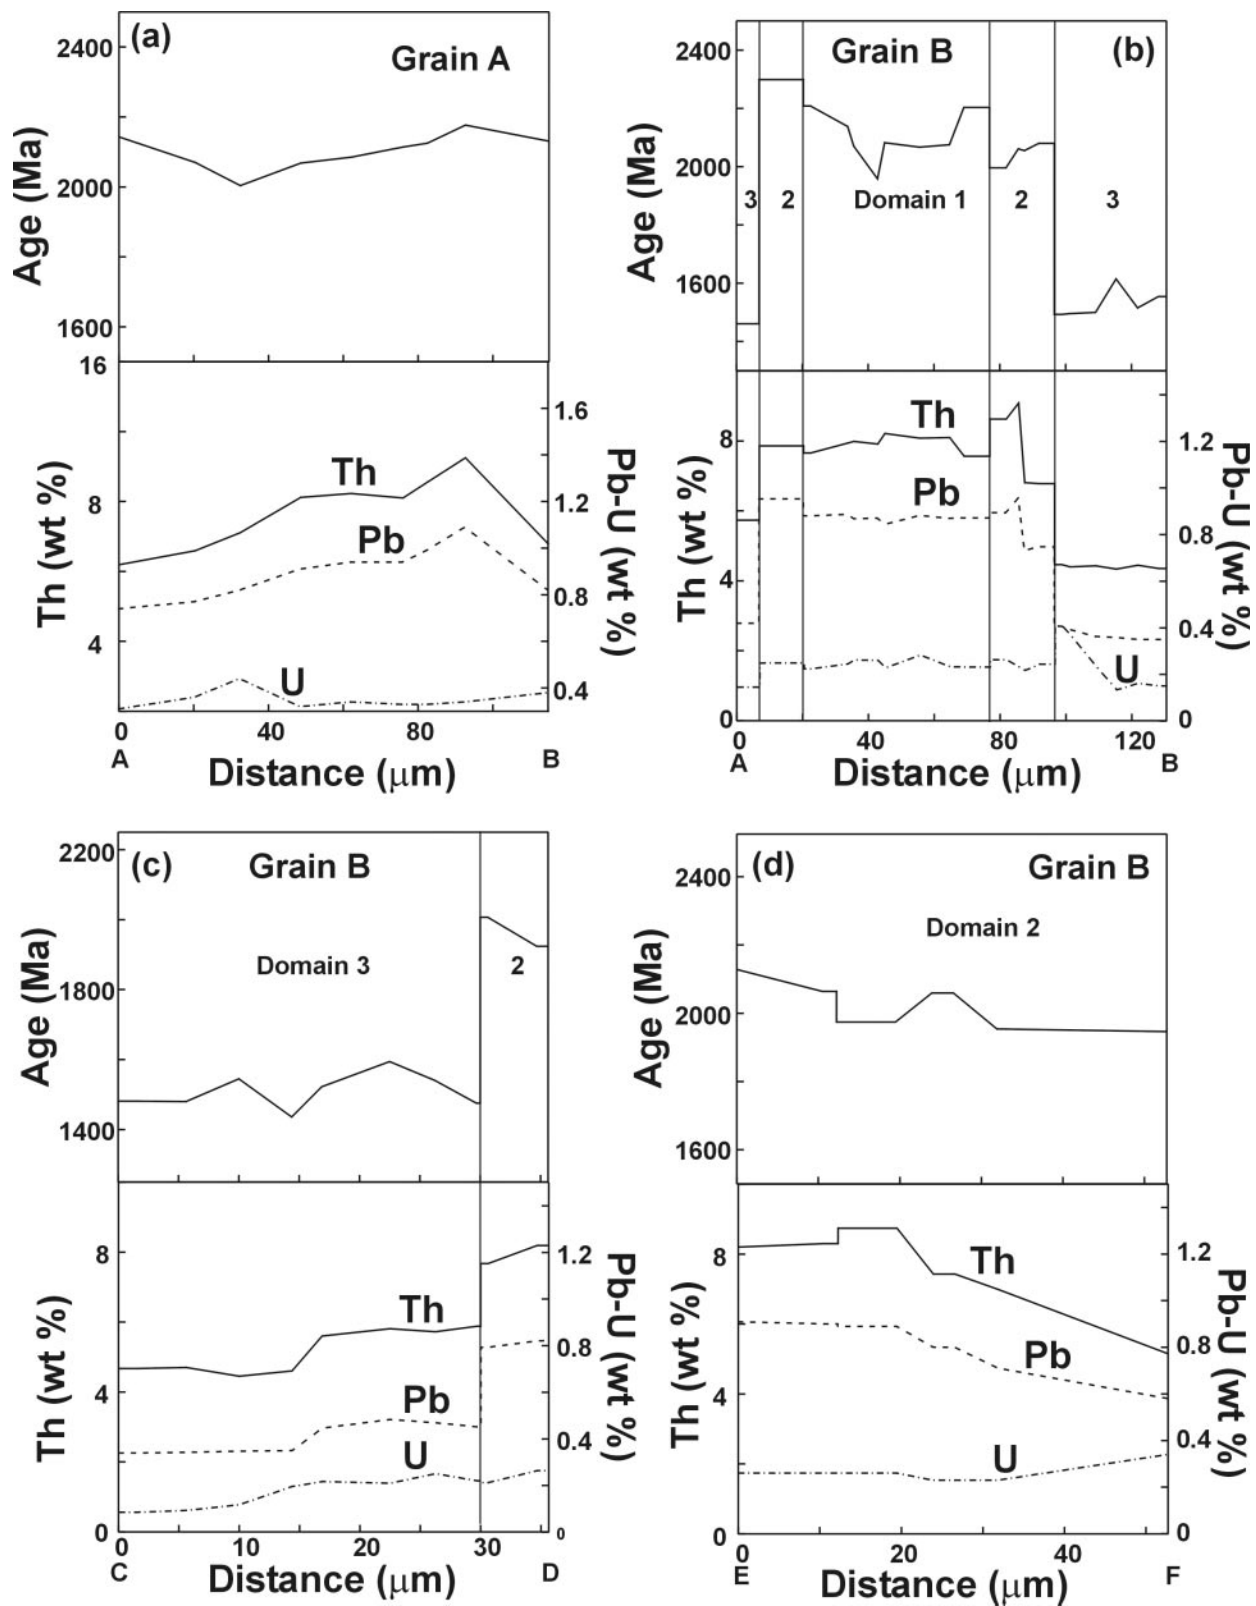 (a)
Grain A
2400
2000
1600
Age (Ma)
16
8
4
Th (wt %)
1.6
1.2
0.8
0.4
Pb-U (wt %)
Th
Pb
U
0 40 80
A B
Distance (μm)
Grain B
(b)
2400
2000
1600
Age (Ma)
3 2 Domain 1 2 3
8
4
0
Th (wt %)
1.2
0.8
0.4
0
Pb-U (wt %)
Th
Pb
U
0 40 80 120
A B
Distance (μm)
(c)
Grain B
2200
1800
1400
Age (Ma)
Domain 3 2
8
4
0
Th (wt %)
1.2
0.8
0.4
0
Pb-U (wt %)
Th
Pb
U
0 10 20 30
C D
Distance (μm)
(d)
Grain B
2400
2000
1600
Age (Ma)
Domain 2
8
4
0
Th (wt %)
1.2
0.8
0.4
0
Pb-U (wt %)
Th
Pb
U
0 20 40
E F
Distance (μm)